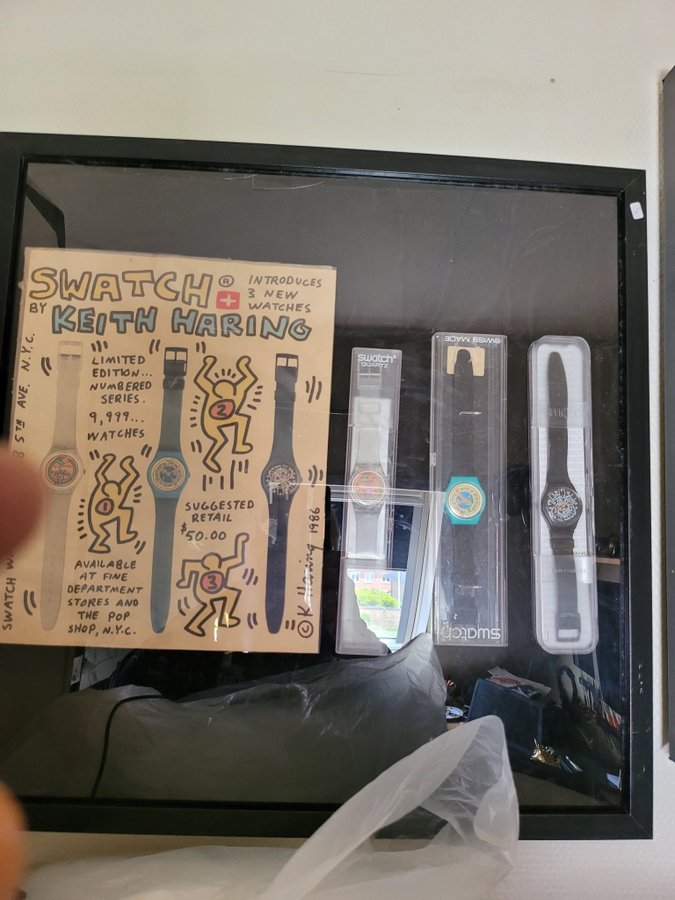 SWATCH®
BY KEITH HARING
INTRODUCES
3 NEW
WATCHES
LIMITED
EDITION...
NUMBERED
SERIES.
9,999...
WATCHES
2
1
SUGGESTED
RETAIL
$50.00
3
AVAILABLE
AT FINE
DEPARTMENT
STORES AND
THE POP
SHOP, N.Y.C.
© K. Haring 1986
SWATCH
5TH AVE. N.Y.C.
swatch®
QUARTZ
SWISS MADE
swatch